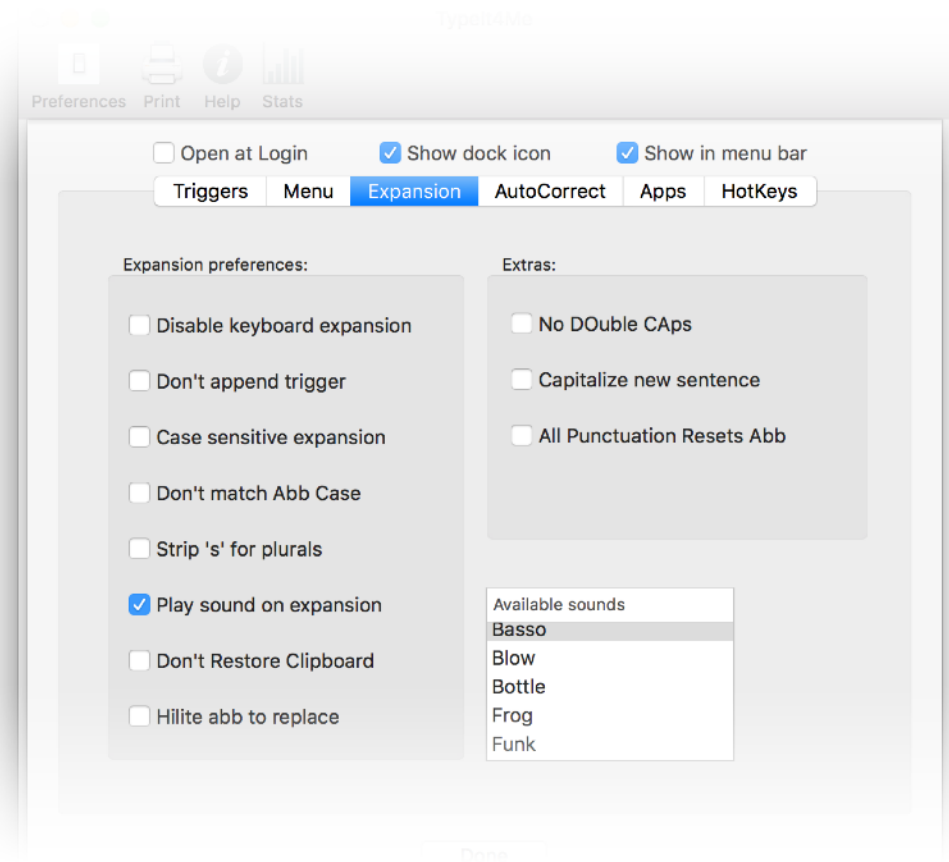 TypeIt4Me
Preferences Print Help Stats
Open at Login Show dock icon Show in menu bar
Triggers Menu Expansion AutoCorrect Apps HotKeys
Expansion preferences:
Disable keyboard expansion
Don't append trigger
Case sensitive expansion
Don't match Abb Case
Strip 's' for plurals
Play sound on expansion
Don't Restore Clipboard
Hilite abb to replace
Extras:
No DOuble CAps
Capitalize new sentence
All Punctuation Resets Abb
Available sounds
Basso
Blow
Bottle
Frog
Funk
Done